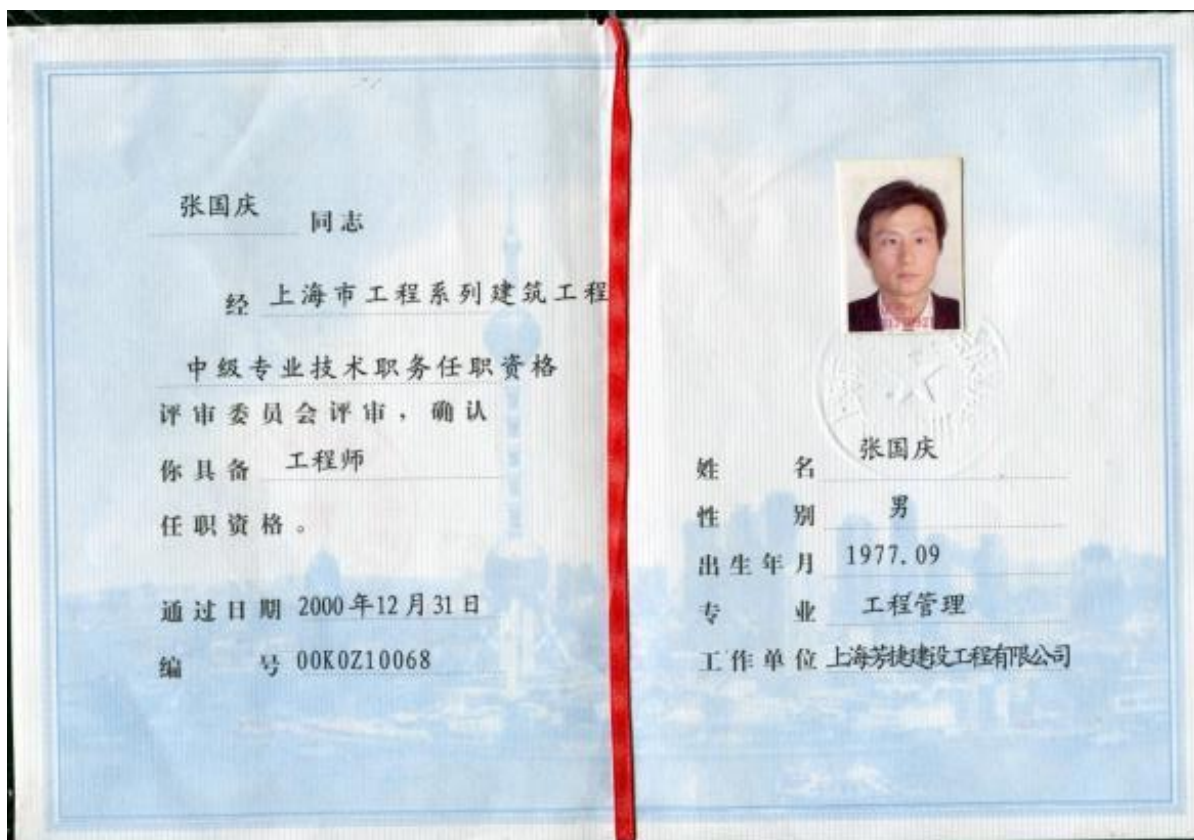 张国庆 同志
经 上海市工程系列建筑工程
中级专业技术职务任职资格
评审委员会评审，确认
你具备 工程师
任职资格。
通过日期 2000年12月31日
编号 00K0Z10068
姓名 张国庆
性别 男
出生年月 1977.09
专业 工程管理
工作单位 上海芳捷建设工程有限公司